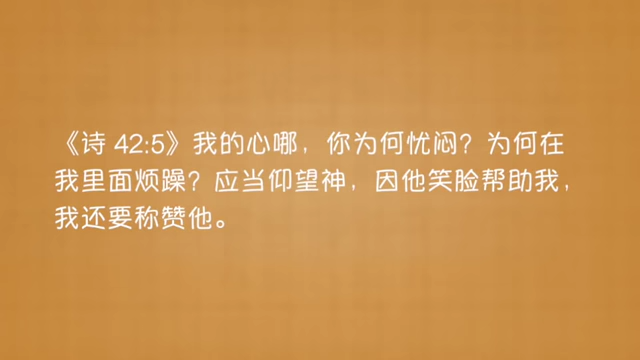 《诗 42:5》我的心哪，你为何忧闷？为何在
我里面烦躁？应当仰望神，因他笑脸帮助我，
我还要称赞他。